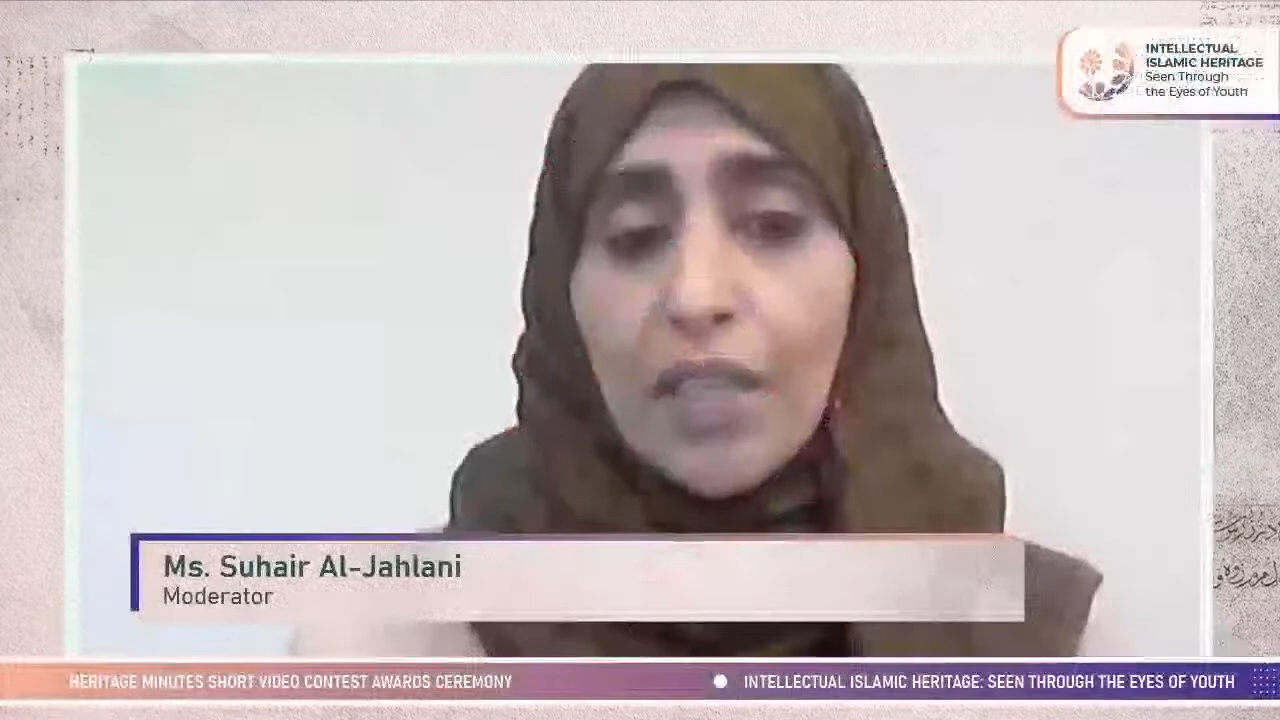 INTELLECTUAL
ISLAMIC HERITAGE
Seen Through
the Eyes of Youth
Ms. Suhair Al-Jahlani
Moderator
HERITAGE MINUTES SHORT VIDEO CONTEST AWARDS CEREMONY
INTELLECTUAL ISLAMIC HERITAGE: SEEN THROUGH THE EYES OF YOUTH